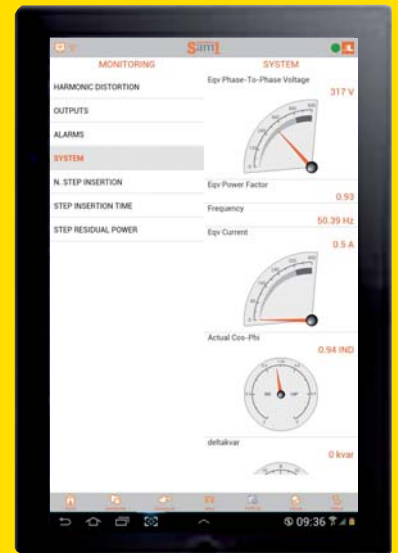 Sam1
MONITORING
HARMONIC DISTORTION
OUTPUTS
ALARMS
SYSTEM
N. STEP INSERTION
STEP INSERTION TIME
STEP RESIDUAL POWER
SYSTEM
Eqv Phase-To-Phase Voltage
317 V
Eqv Power Factor
0.93
Frequency
50.39 Hz
Eqv Current
0.5 A
Actual Cos-Phi
0.94 IND
IND
CAP
deltakvar
0 kvar
09:36